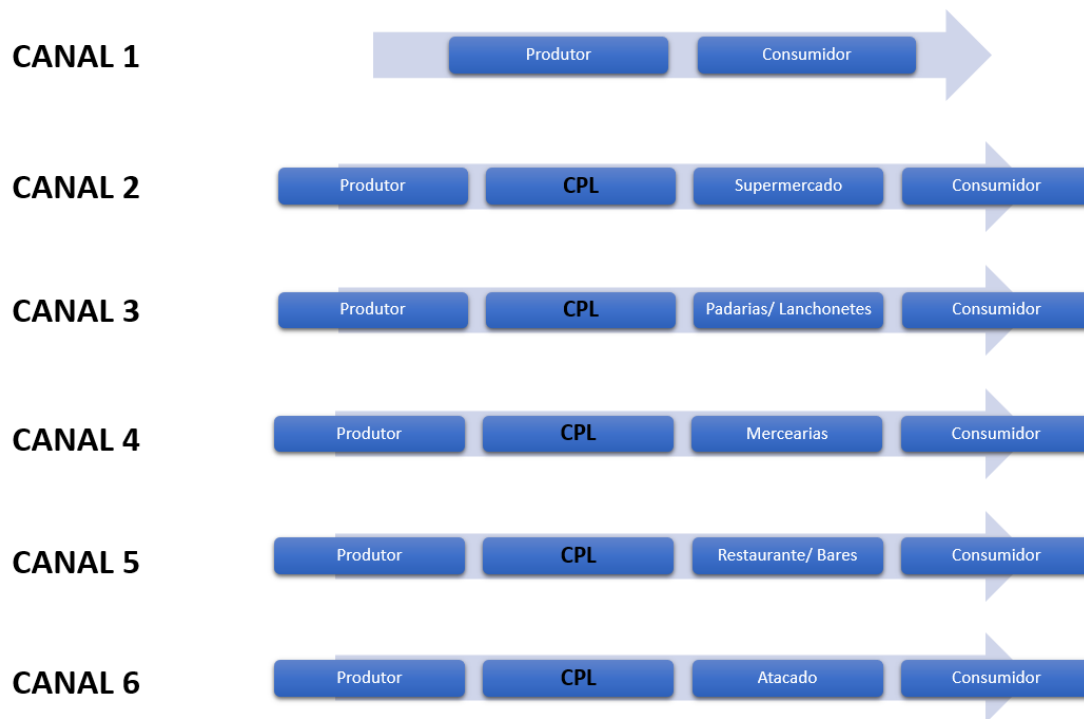 CANAL 1
Produtor
Consumidor
CANAL 2
Produtor
CPL
Supermercado
Consumidor
CANAL 3
Produtor
CPL
Padarias/ Lanchonetes
Consumidor
CANAL 4
Produtor
CPL
Mercearias
Consumidor
CANAL 5
Produtor
CPL
Restaurante/ Bares
Consumidor
CANAL 6
Produtor
CPL
Atacado
Consumidor